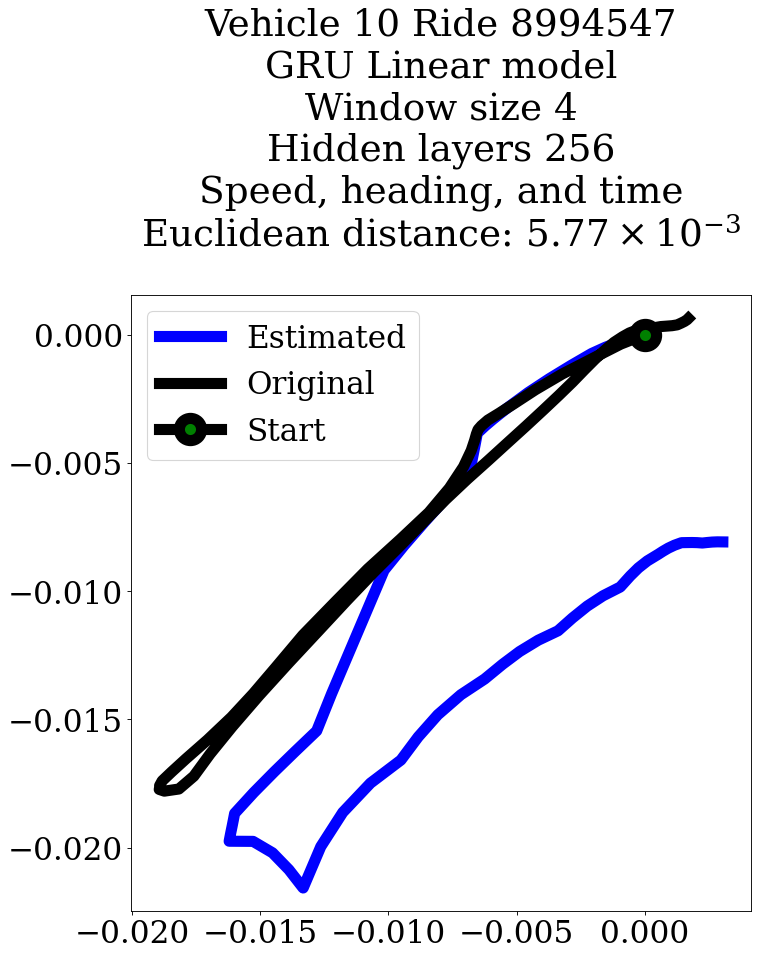 Vehicle 10 Ride 8994547
GRU Linear model
Window size 4
Hidden layers 256
Speed, heading, and time
Euclidean distance: 5.77 × 10⁻³
Estimated
Original
Start
0.000
−0.005
−0.010
−0.015
−0.020
−0.020 −0.015 −0.010 −0.005 0.000